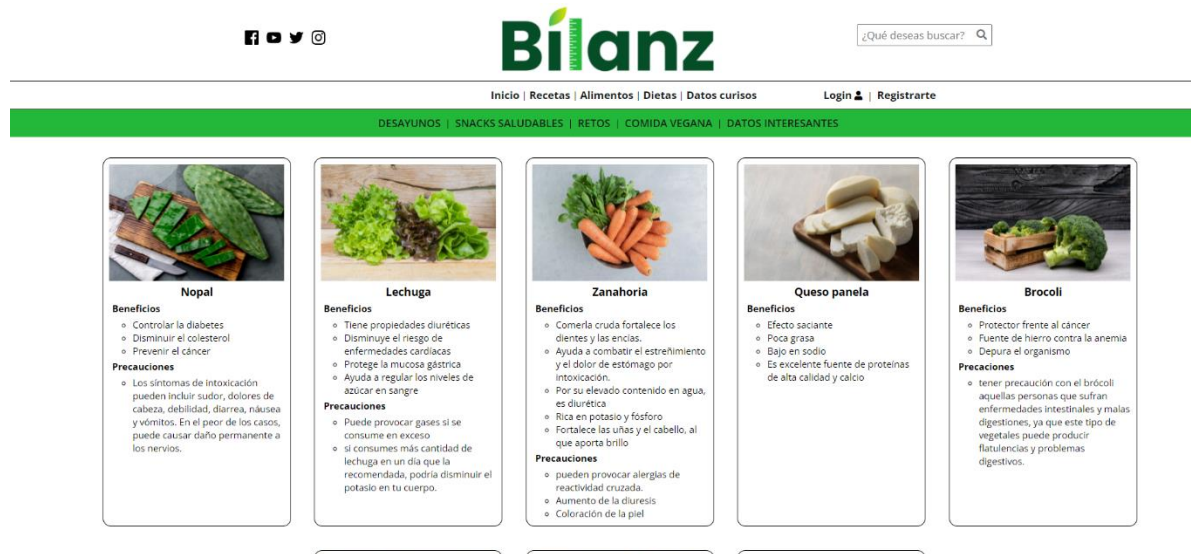 Bilanz
¿Qué deseas buscar?
Inicio | Recetas | Alimentos | Dietas | Datos curisos
Login | Registrarte
DESAYUNOS | SNACKS SALUDABLES | RETOS | COMIDA VEGANA | DATOS INTERESANTES
Nopal
Beneficios
Controlar la diabetes
Disminuir el colesterol
Prevenir el cáncer
Precauciones
Los síntomas de intoxicación
pueden incluir sudor, dolores de
cabeza, debilidad, diarrea, náusea
y vómitos. En el peor de los casos,
puede causar daño permanente a
los nervios.
Lechuga
Beneficios
Tiene propiedades diuréticas
Disminuye el riesgo de
enfermedades cardíacas
Protege la mucosa gástrica
Ayuda a regular los niveles de
azúcar en sangre
Precauciones
Puede provocar gases si se
consume en exceso
si consumes más cantidad de
lechuga en un día que la
recomendada, podría disminuir el
potasio en tu cuerpo.
Zanahoria
Beneficios
Comerla cruda fortalece los
dientes y las encías.
Ayuda a combatir el estreñimiento
y el dolor de estómago por
intoxicación.
Por su elevado contenido en agua,
es diurética
Rica en potasio y fósforo
Fortalece las uñas y el cabello, al
que aporta brillo
Precauciones
pueden provocar alergias de
reactividad cruzada.
Aumento de la diuresis
Coloración de la piel
Queso panela
Beneficios
Efecto saciante
Poca grasa
Bajo en sodio
Es excelente fuente de proteínas
de alta calidad y calcio
Brocoli
Beneficios
Protector frente al cáncer
Fuente de hierro contra la anemia
Depura el organismo
Precaciones
tener precaución con el brócoli
aquellas personas que sufran
enfermedades intestinales y malas
digestiones, ya que este tipo de
vegetales puede producir
flatulencias y problemas
digestivos.